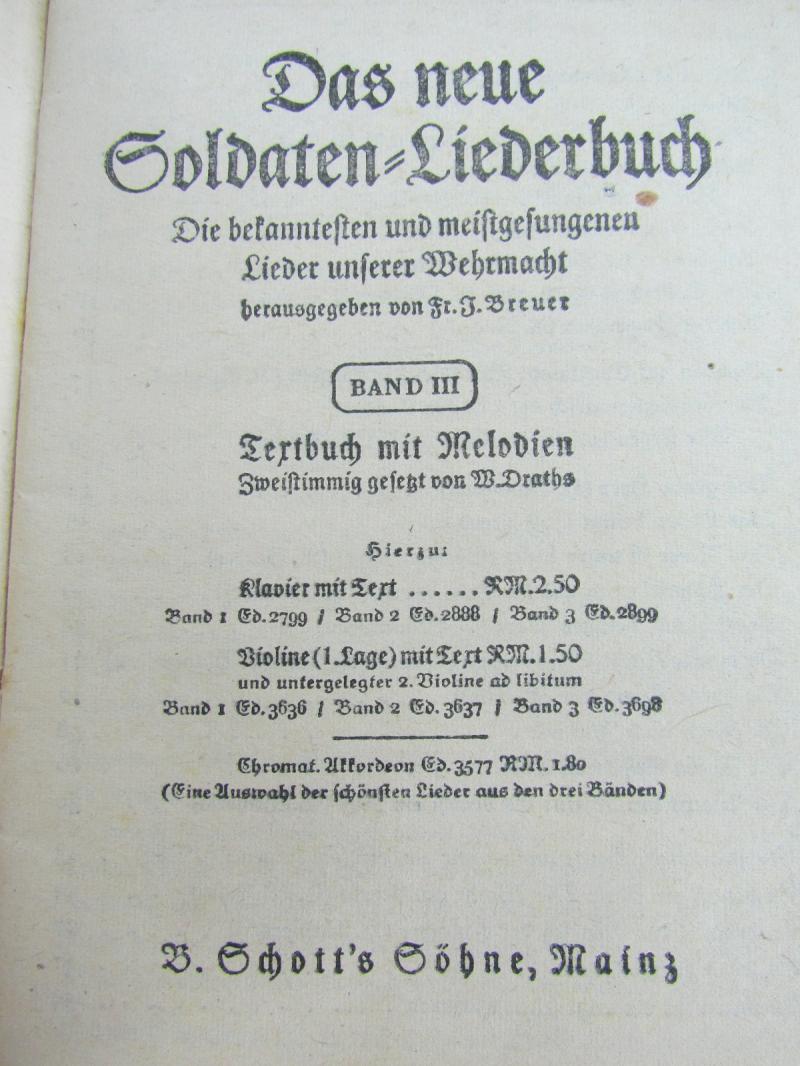 Das neue
Soldaten-Liederbuch
Die bekanntesten und meistgesungenen
Lieder unserer Wehrmacht
herausgegeben von Fr. J. Breuer
BAND III
Textbuch mit Melodien
Zweistimmig gesetzt von W. Draths
Hierzu:
Klavier mit Text ...... RM. 2.50
Band 1 Ed. 2799 / Band 2 Ed. 2888 / Band 3 Ed. 2899
Violine (1. Lage) mit Text RM. 1.50
und untergelegter 2. Violine ad libitum
Band 1 Ed. 3636 / Band 2 Ed. 3637 / Band 3 Ed. 3698
Chromat. Akkordeon Ed. 3577 RM. 1.80
(Eine Auswahl der schönsten Lieder aus den drei Bänden)
B. Schott's Söhne, Mainz